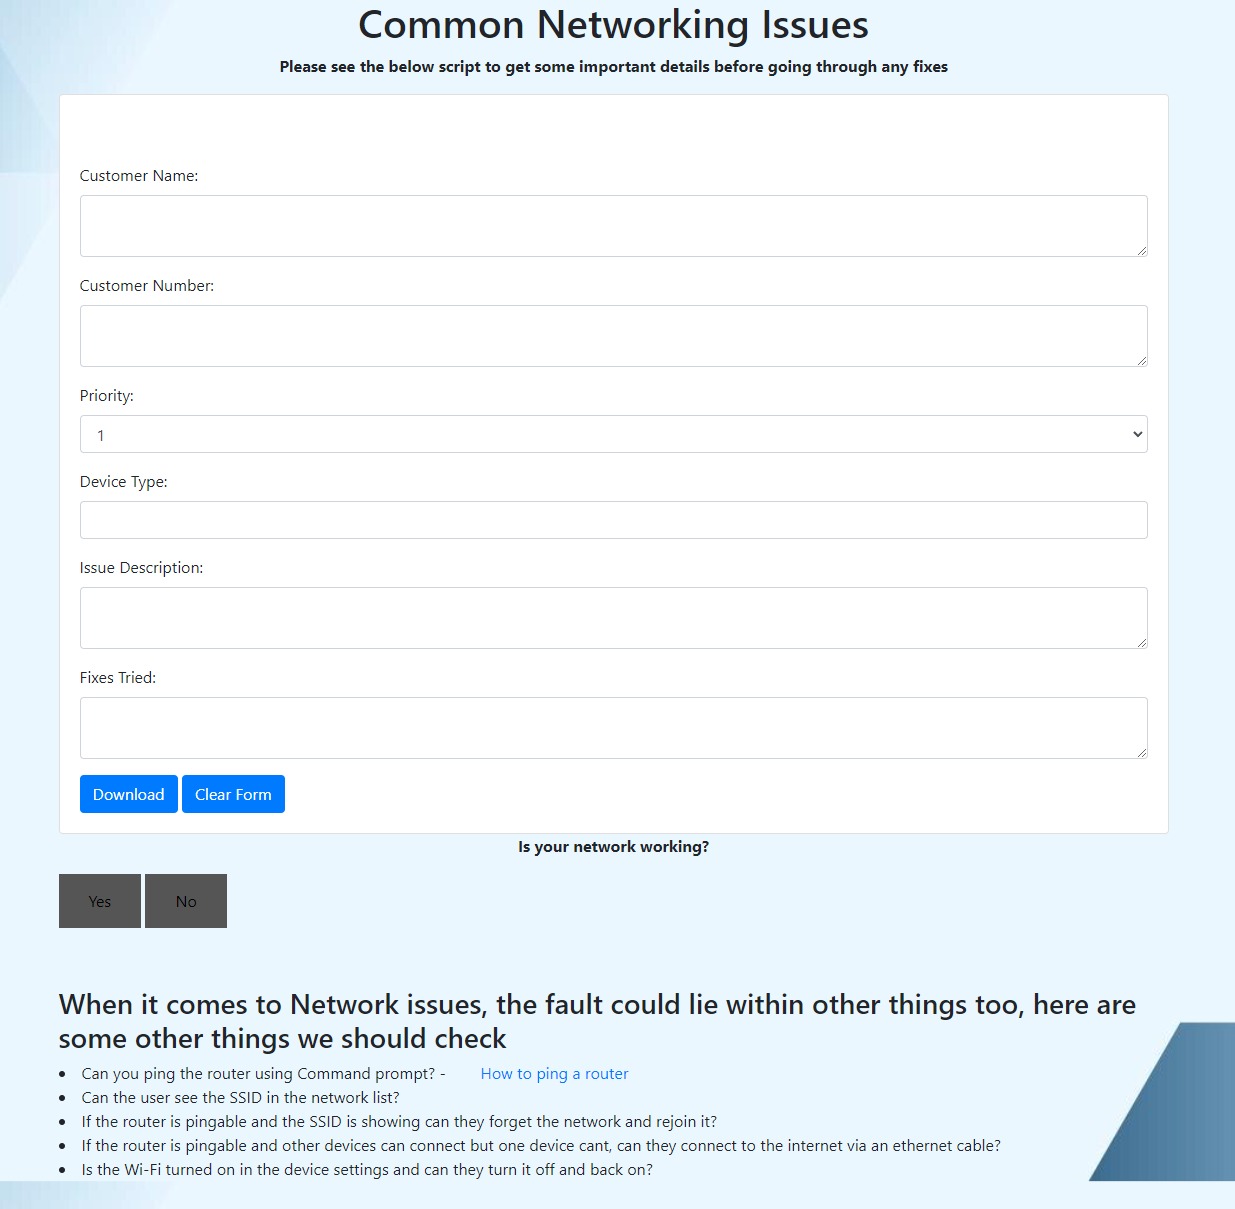 Common Networking Issues
Please see the below script to get some important details before going through any fixes
Customer Name:
Customer Number:
Priority:
1
Device Type:
Issue Description:
Fixes Tried:
Download Clear Form
Is your network working?
Yes No
When it comes to Network issues, the fault could lie within other things too, here are
some other things we should check
• Can you ping the router using Command prompt? - How to ping a router
• Can the user see the SSID in the network list?
• If the router is pingable and the SSID is showing can they forget the network and rejoin it?
• If the router is pingable and other devices can connect but one device cant, can they connect to the internet via an ethernet cable?
• Is the Wi-Fi turned on in the device settings and can they turn it off and back on?